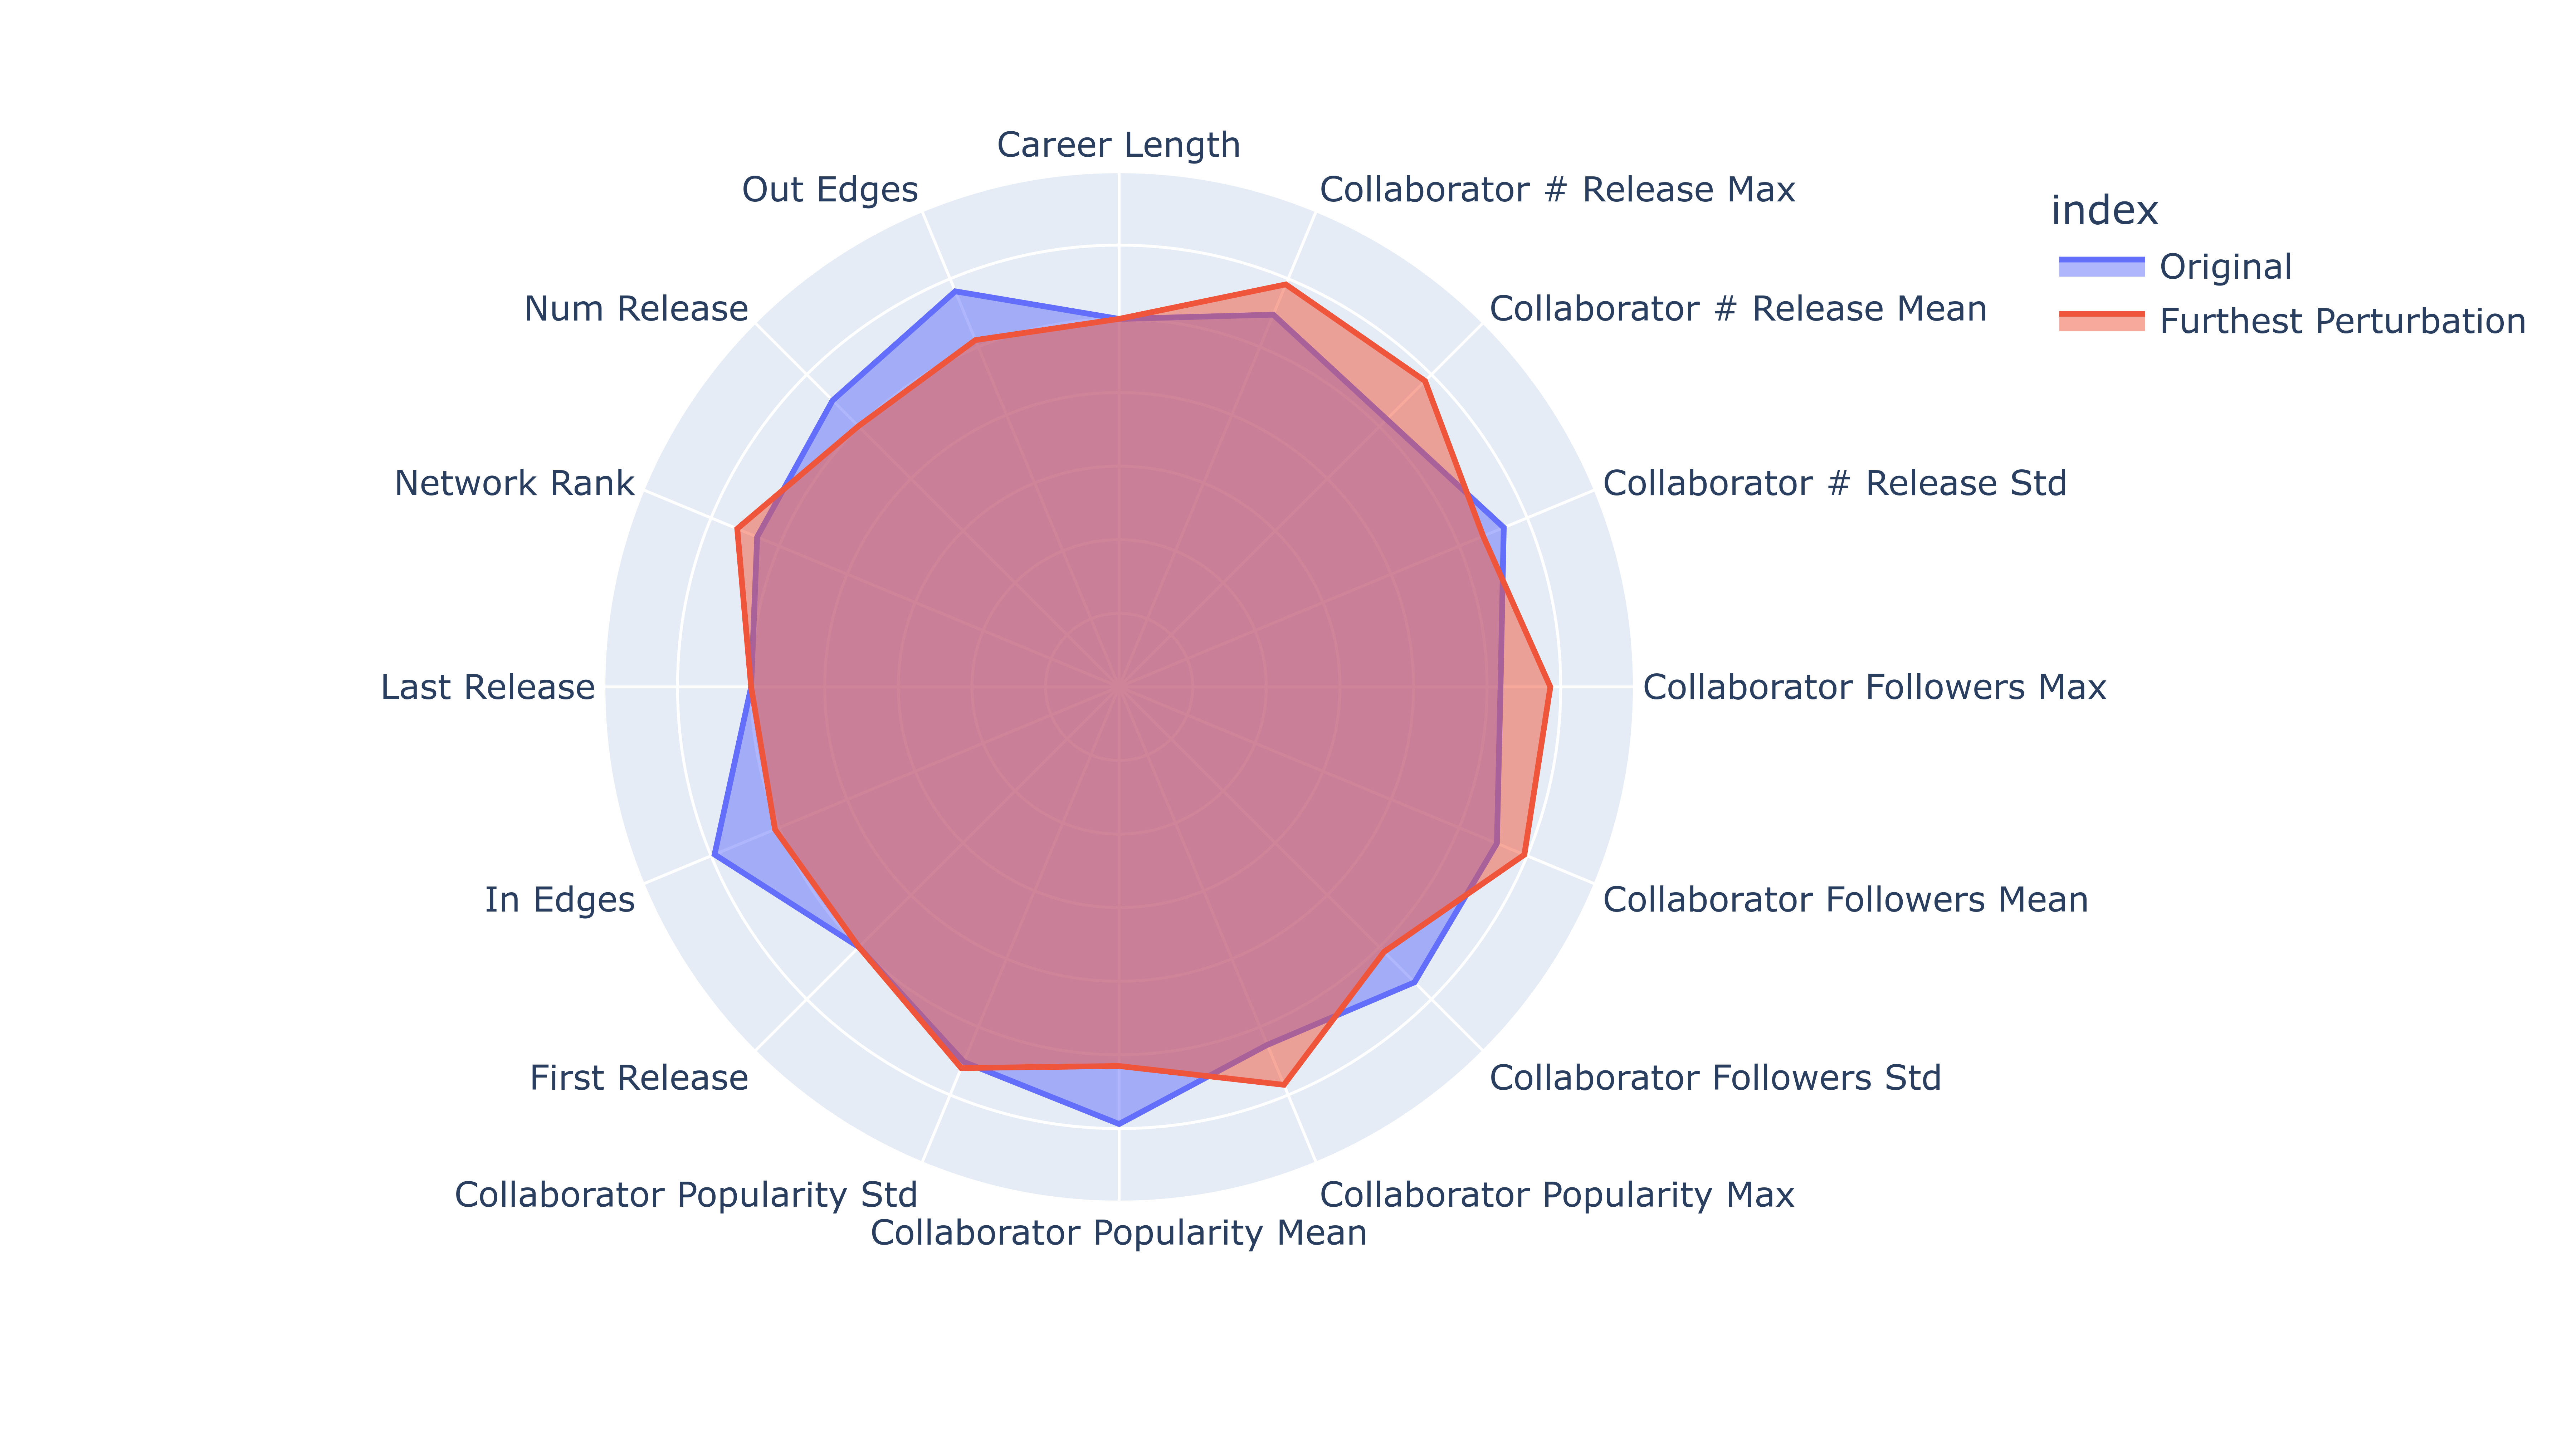 Career Length
Out Edges
Collaborator # Release Max
index
Original
Furthest Perturbation
Num Release
Collaborator # Release Mean
Network Rank
Collaborator # Release Std
Last Release
Collaborator Followers Max
In Edges
Collaborator Followers Mean
First Release
Collaborator Followers Std
Collaborator Popularity Std
Collaborator Popularity Max
Collaborator Popularity Mean